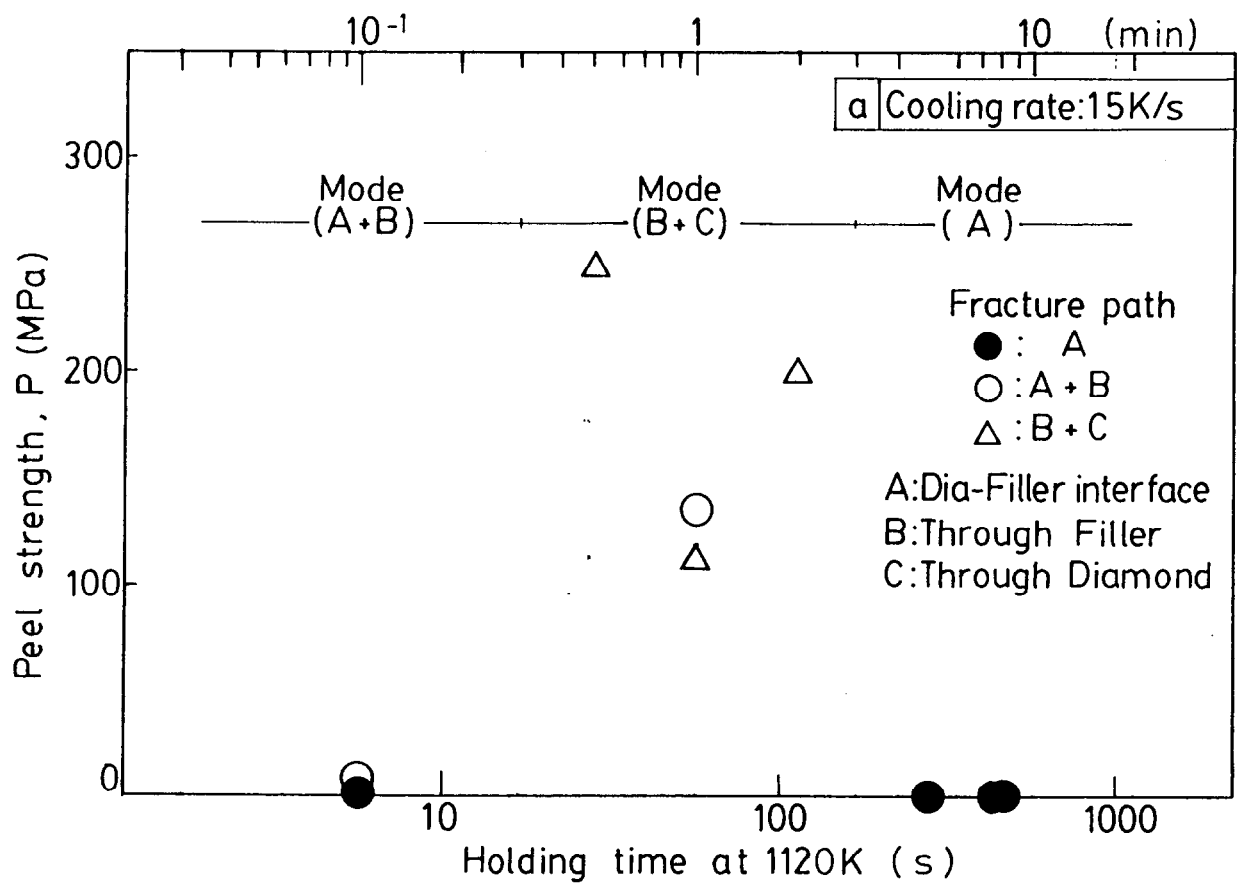 10⁻¹ 1 10 (min)
a Cooling rate:15K/s
300
Mode Mode Mode
(A+B) (B+C) (A)
Fracture path
● : A
○ : A+B
△ : B+C
200
A:Dia-Filler interface
B:Through Filler
C:Through Diamond
100
0
10 100 1000
Holding time at 1120K (s)
Peel strength, P (MPa)